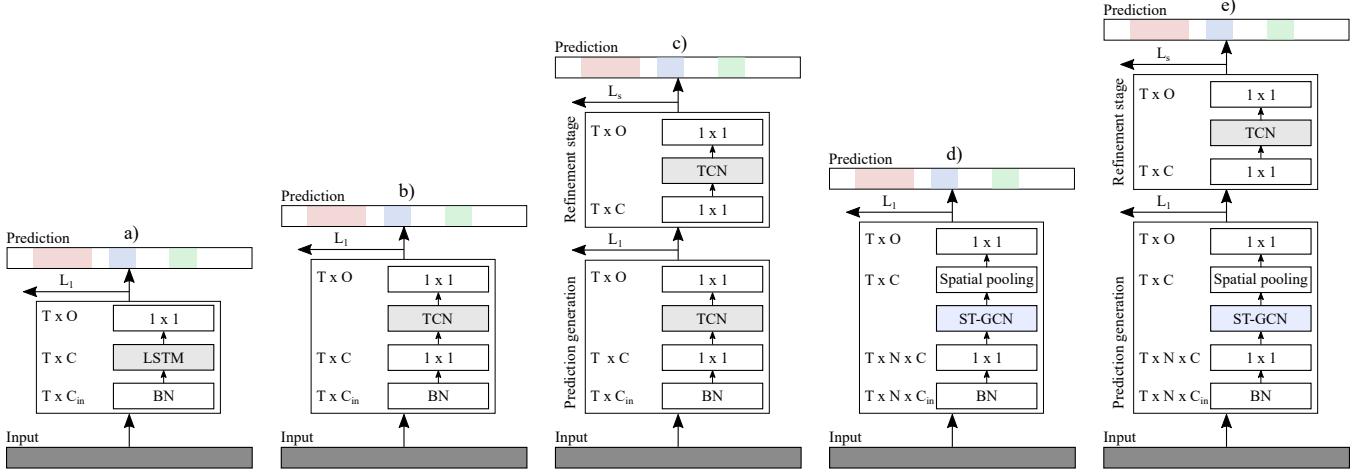 a)
Prediction
L₁
T x O
1 x 1
T x C
LSTM
T x Cᵢₙ
BN
Input
b)
Prediction
L₁
T x O
1 x 1
TCN
T x C
1 x 1
T x Cᵢₙ
BN
Input
c)
Prediction
Lₛ
Refinement stage
T x O
1 x 1
TCN
T x C
1 x 1
L₁
Prediction generation
T x O
1 x 1
TCN
T x C
1 x 1
T x Cᵢₙ
BN
Input
d)
Prediction
L₁
T x O
1 x 1
T x C
Spatial pooling
ST-GCN
T x N x C
1 x 1
T x N x Cᵢₙ
BN
Input
e)
Prediction
Lₛ
Refinement stage
T x O
1 x 1
TCN
T x C
1 x 1
L₁
Prediction generation
T x O
1 x 1
T x C
Spatial pooling
ST-GCN
T x N x C
1 x 1
T x N x Cᵢₙ
BN
Input